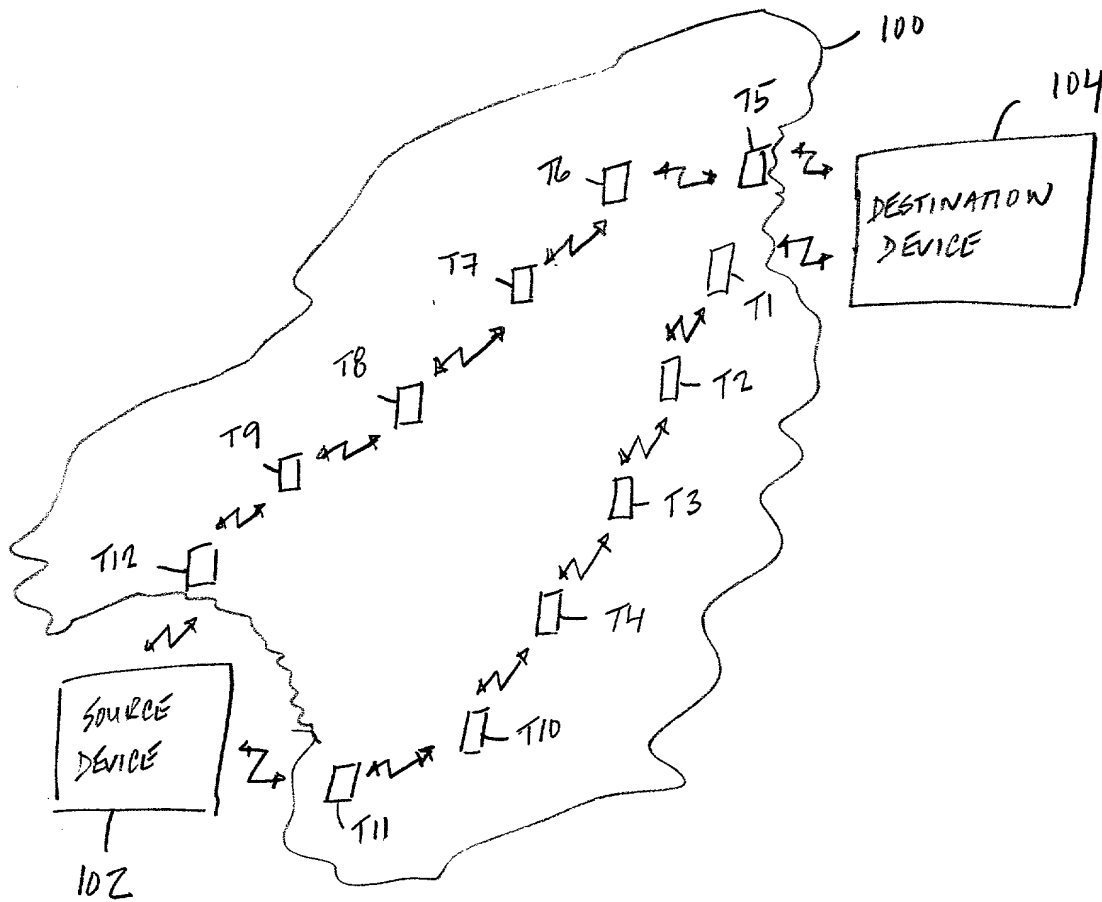 100
104
T5
T6
DESTINATION
DEVICE
T7
T1
T8
T2
T9
T3
T12
T4
SOURCE
DEVICE
T10
T11
102